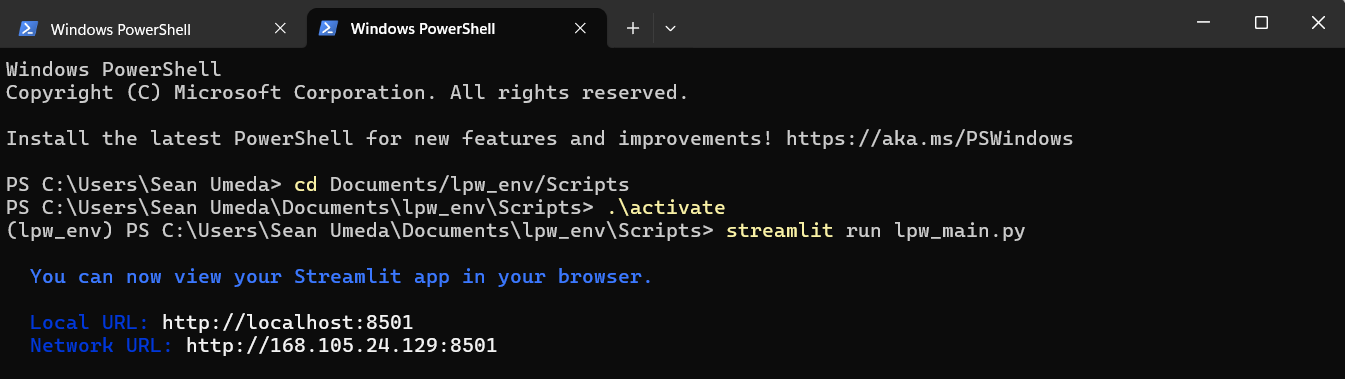 Windows PowerShell
Windows PowerShell
Windows PowerShell
Copyright (C) Microsoft Corporation. All rights reserved.
Install the latest PowerShell for new features and improvements! https://aka.ms/PSWindows
PS C:\Users\Sean Umeda> cd Documents/lpw_env/Scripts
PS C:\Users\Sean Umeda\Documents\lpw_env\Scripts> .\activate
(lpw_env) PS C:\Users\Sean Umeda\Documents\lpw_env\Scripts> streamlit run lpw_main.py
You can now view your Streamlit app in your browser.
Local URL: http://localhost:8501
Network URL: http://168.105.24.129:8501